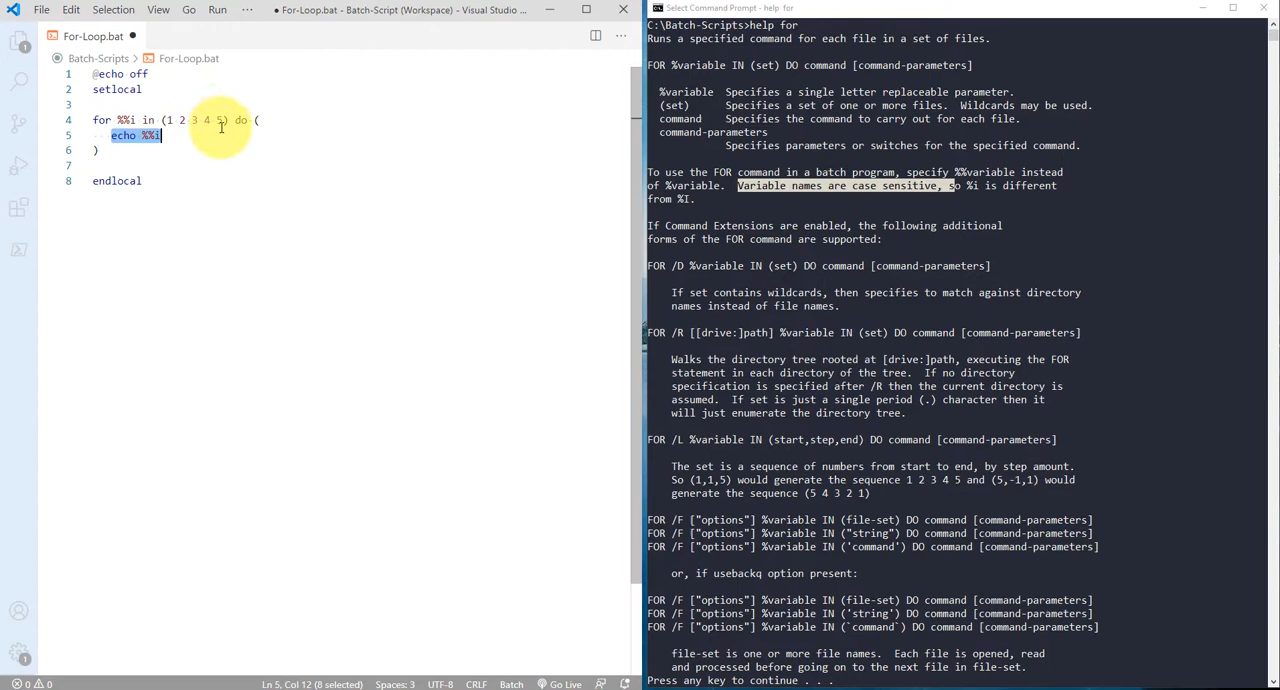 File Edit Selection View Go Run ··· ● For-Loop.bat - Batch-Script (Workspace) - Visual Studio ...
For-Loop.bat ●
Batch-Scripts > For-Loop.bat
1 @echo off
2 setlocal
3
4 for %%i in (1 2 3 4 5) do (
5 echo %%i
6 )
7
8 endlocal
1
1
0 0 Ln 5, Col 12 (8 selected) Spaces: 3 UTF-8 CRLF Batch Go Live
Select Command Prompt - help for
C:\Batch-Scripts>help for
Runs a specified command for each file in a set of files.
FOR %variable IN (set) DO command [command-parameters]
%variable Specifies a single letter replaceable parameter.
(set) Specifies a set of one or more files. Wildcards may be used.
command Specifies the command to carry out for each file.
command-parameters
Specifies parameters or switches for the specified command.
To use the FOR command in a batch program, specify %%variable instead
of %variable. Variable names are case sensitive, so %i is different
from %I.
If Command Extensions are enabled, the following additional
forms of the FOR command are supported:
FOR /D %variable IN (set) DO command [command-parameters]
If set contains wildcards, then specifies to match against directory
names instead of file names.
FOR /R [[drive:]path] %variable IN (set) DO command [command-parameters]
Walks the directory tree rooted at [drive:]path, executing the FOR
statement in each directory of the tree. If no directory
specification is specified after /R then the current directory is
assumed. If set is just a single period (.) character then it
will just enumerate the directory tree.
FOR /L %variable IN (start,step,end) DO command [command-parameters]
The set is a sequence of numbers from start to end, by step amount.
So (1,1,5) would generate the sequence 1 2 3 4 5 and (5,-1,1) would
generate the sequence (5 4 3 2 1)
FOR /F ["options"] %variable IN (file-set) DO command [command-parameters]
FOR /F ["options"] %variable IN ("string") DO command [command-parameters]
FOR /F ["options"] %variable IN ('command') DO command [command-parameters]
or, if usebackq option present:
FOR /F ["options"] %variable IN (file-set) DO command [command-parameters]
FOR /F ["options"] %variable IN ('string') DO command [command-parameters]
FOR /F ["options"] %variable IN (`command`) DO command [command-parameters]
file-set is one or more file names. Each file is opened, read
and processed before going on to the next file in file-set.
Press any key to continue . . .